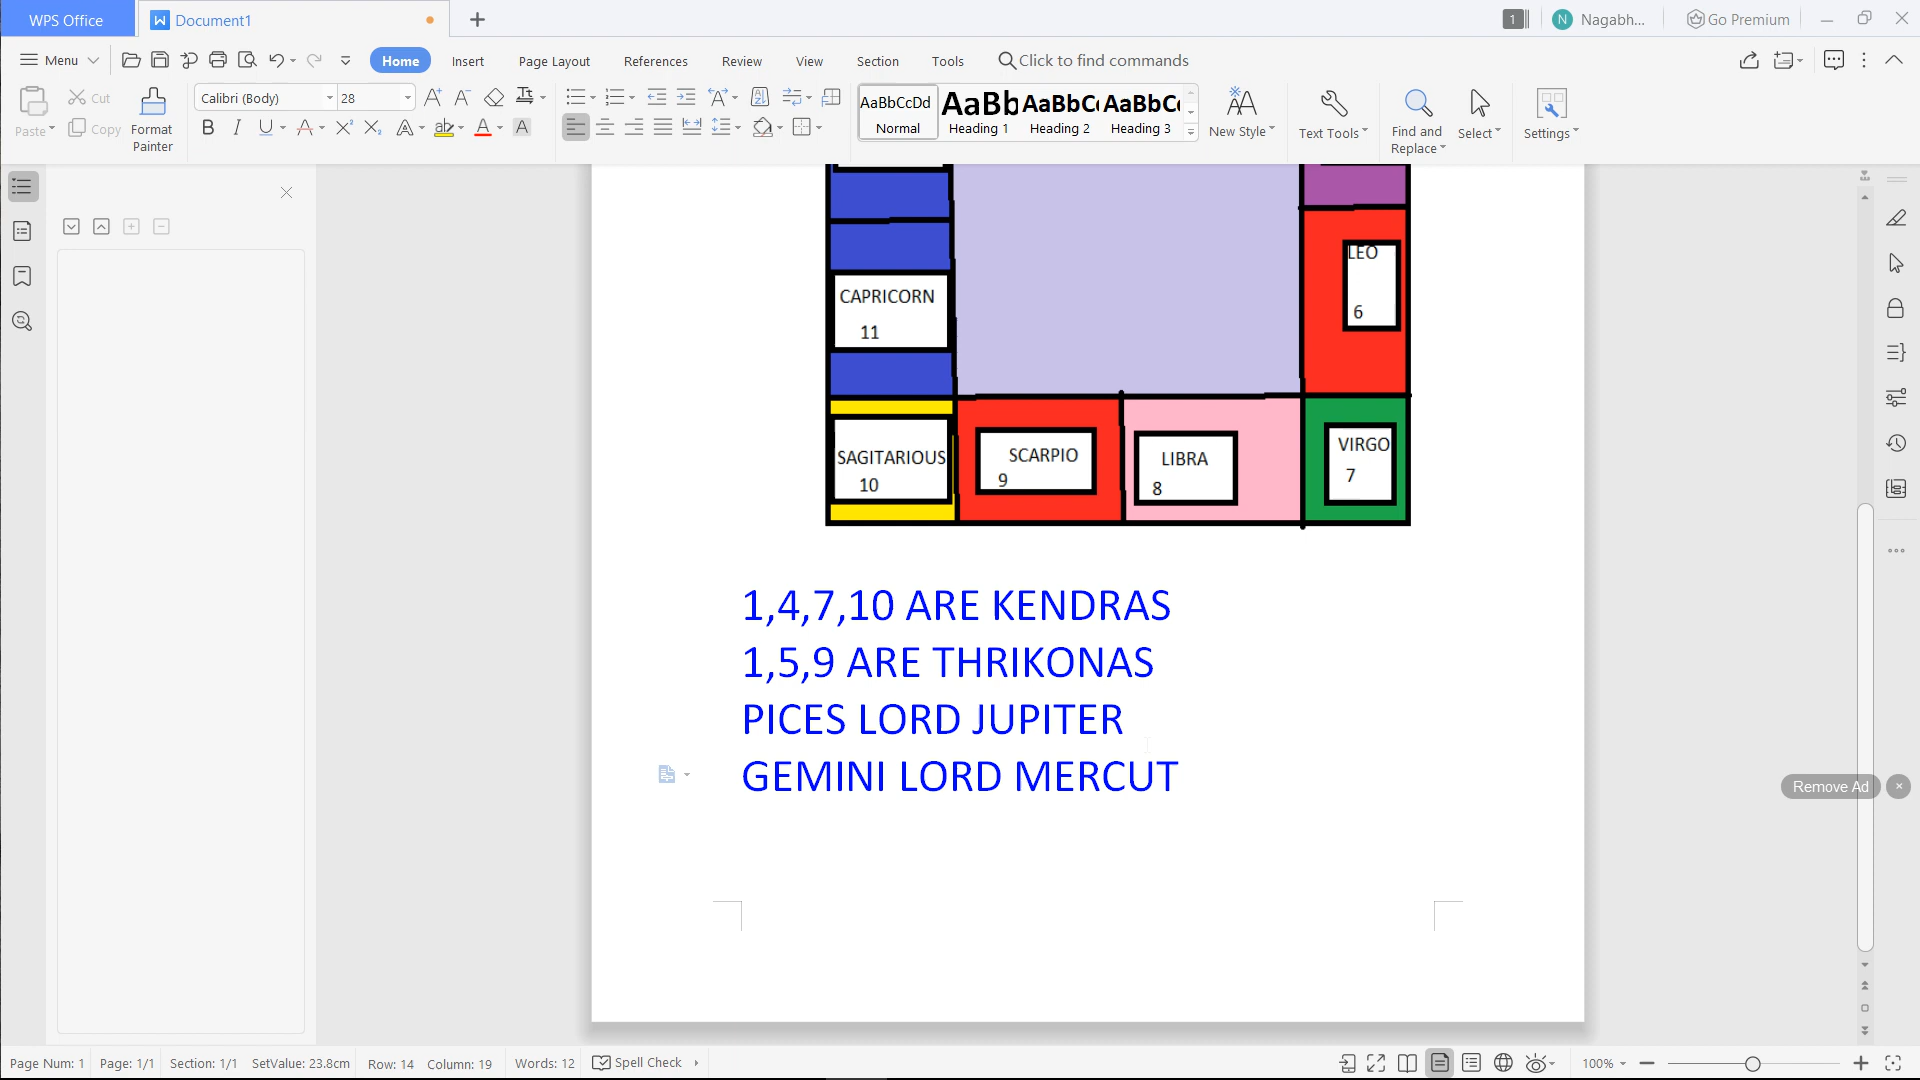 WPS Office
Document1
1
N
Nagabh...
Go Premium
Menu
Home
Insert
Page Layout
References
Review
View
Section
Tools
Click to find commands
Paste
Cut
Copy
Format
Painter
Calibri (Body)
28
AaBbCcDd
Normal
AaBb
Heading 1
AaBbC
Heading 2
AaBbC
Heading 3
New Style
Text Tools
Find and
Replace
Select
Settings
LEO
6
CAPRICORN
11
SAGITARIOUS
10
SCARPIO
9
LIBRA
8
VIRGO
7
1,4,7,10 ARE KENDRAS
1,5,9 ARE THRIKONAS
PICES LORD JUPITER
GEMINI LORD MERCUT
Remove Ad
Page Num: 1
Page: 1/1
Section: 1/1
SetValue: 23.8cm
Row: 14
Column: 19
Words: 12
Spell Check
100%